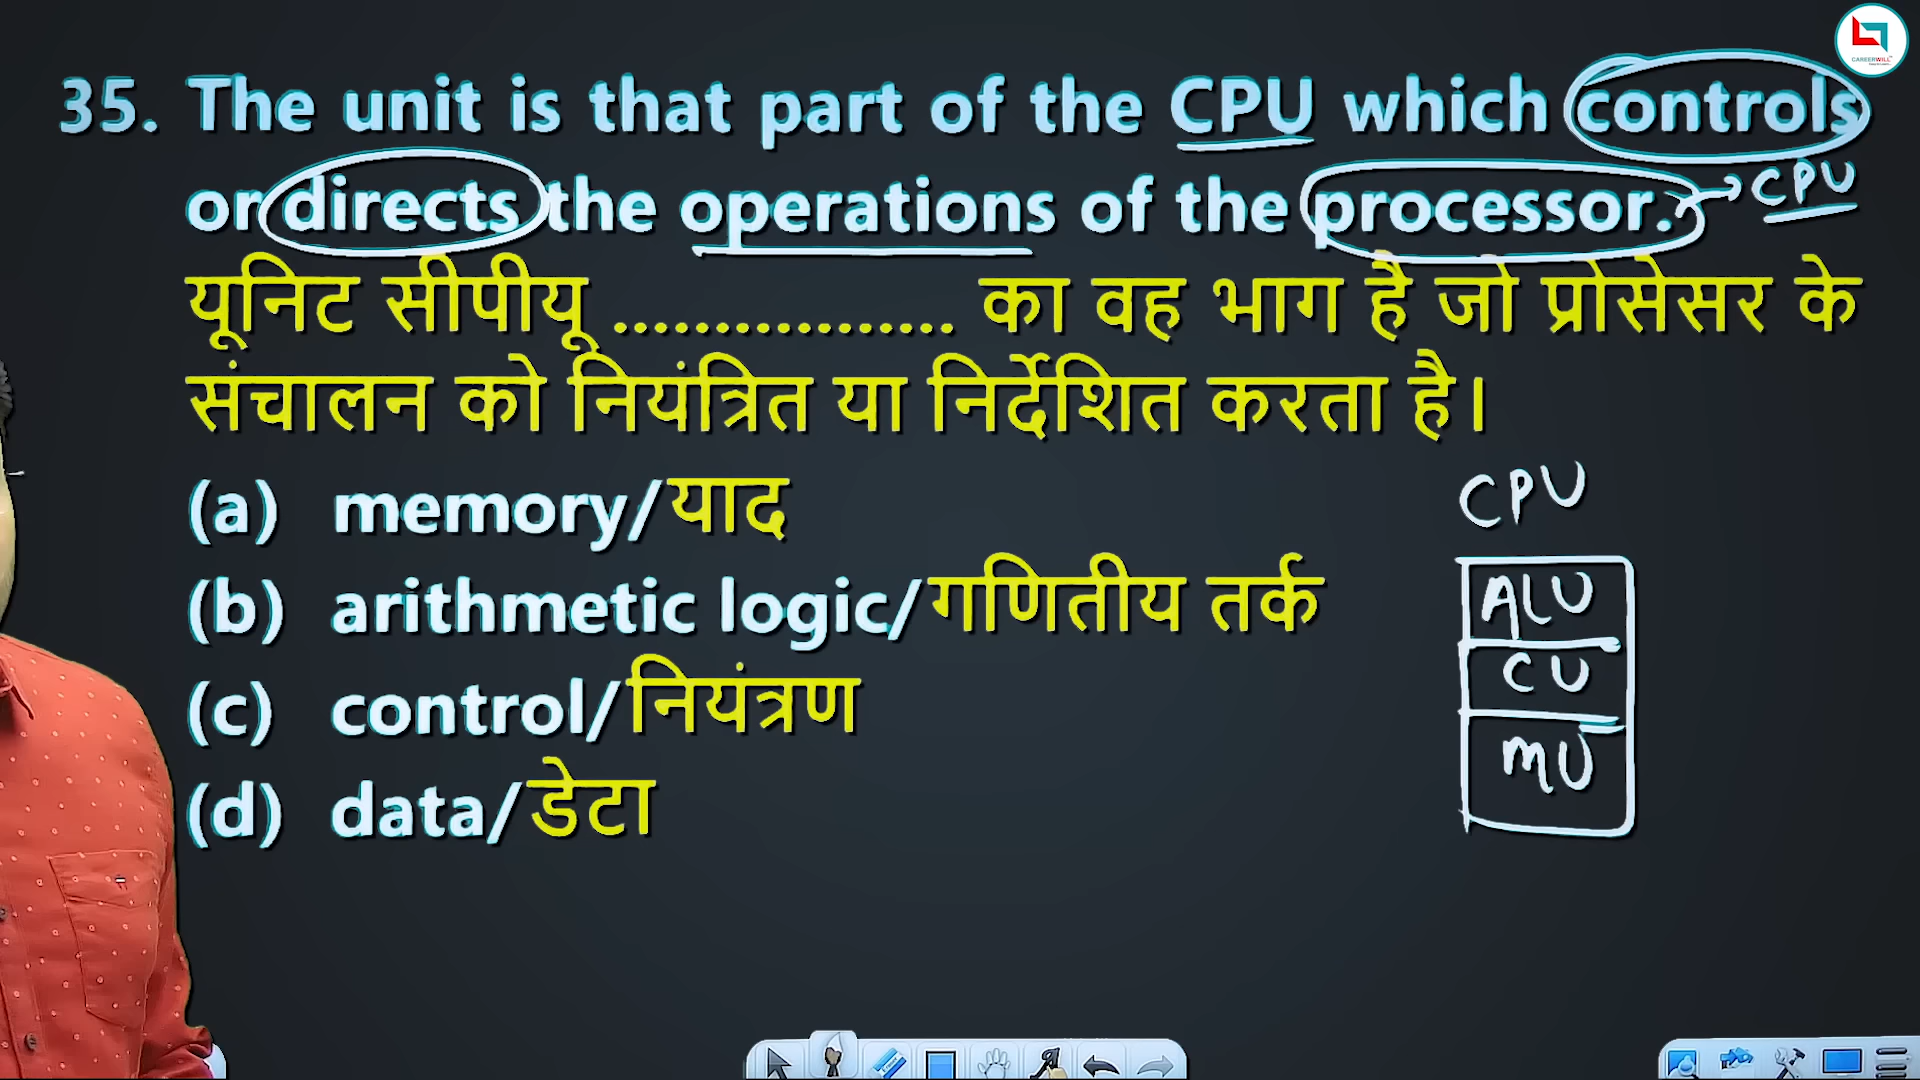 CAREERWILL
35. The unit is that part of the CPU which controls
or directs the operations of the processor. → CPU
यूनिट सीपीयू ................. का वह भाग है जो प्रोसेसर के
संचालन को नियंत्रित या निर्देशित करता है।
(a) memory/याद
(b) arithmetic logic/गणितीय तर्क
(c) control/नियंत्रण
(d) data/डेटा
CPU
ALU
CU
MU